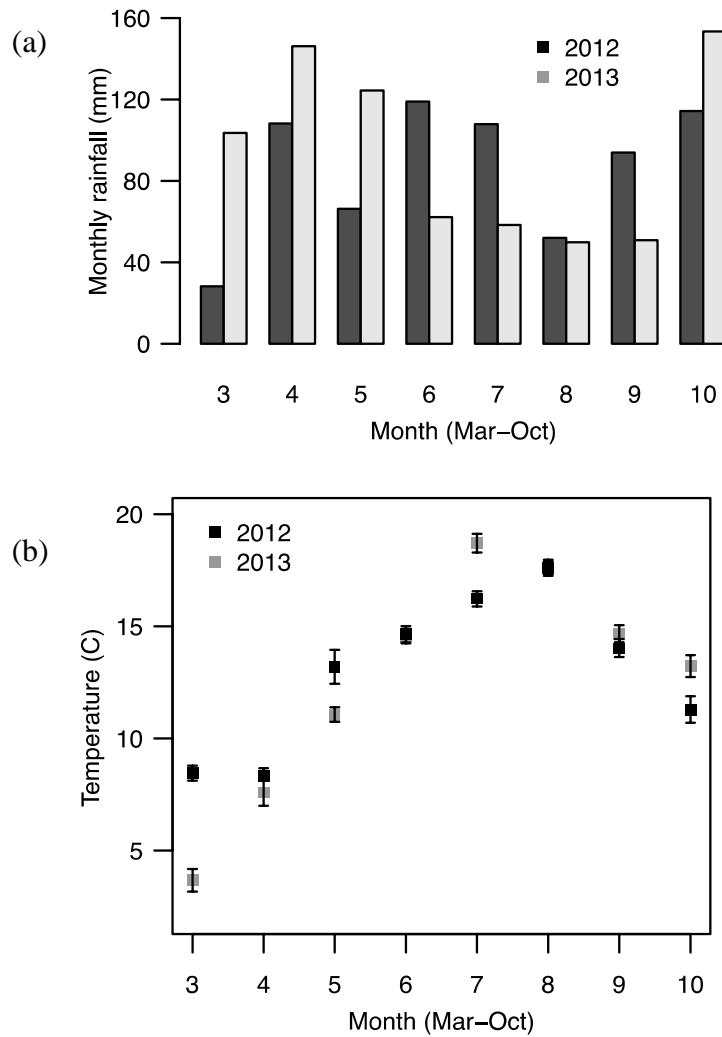 (a)
160
120
80
40
0
Monthly rainfall (mm)
2012
2013
3 4 5 6 7 8 9 10
Month (Mar–Oct)
(b)
20
15
10
5
Temperature (C)
2012
2013
3 4 5 6 7 8 9 10
Month (Mar–Oct)